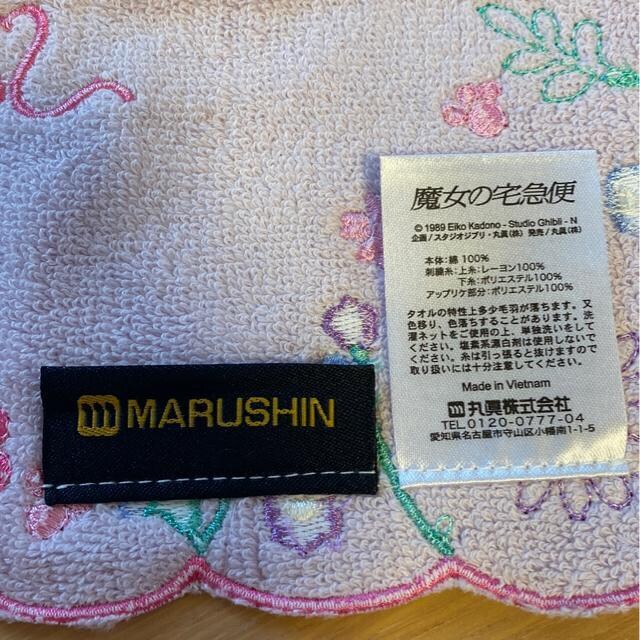 MARUSHIN
魔女の宅急便
© 1989 Eiko Kadono - Studio Ghibli - N
企画/スタジオジブリ・丸眞(株) 発売/丸眞(株)
本体:綿 100%
刺繍糸:上糸:レーヨン100%
下糸:ポリエステル100%
アップリケ部分:ポリエステル100%
タオルの特性上多少毛羽が落ちます。又
色移り、色落ちすることがあります。洗
濯ネットをご使用の上、単独洗いをして
ください。塩素系漂白剤は使用しないで
ください。糸は引っ張ると抜けますので
取り扱いには十分注意してください。
Made in Vietnam
丸眞株式会社
TEL 0120-0777-04
愛知県名古屋市守山区小幡南1-1-5